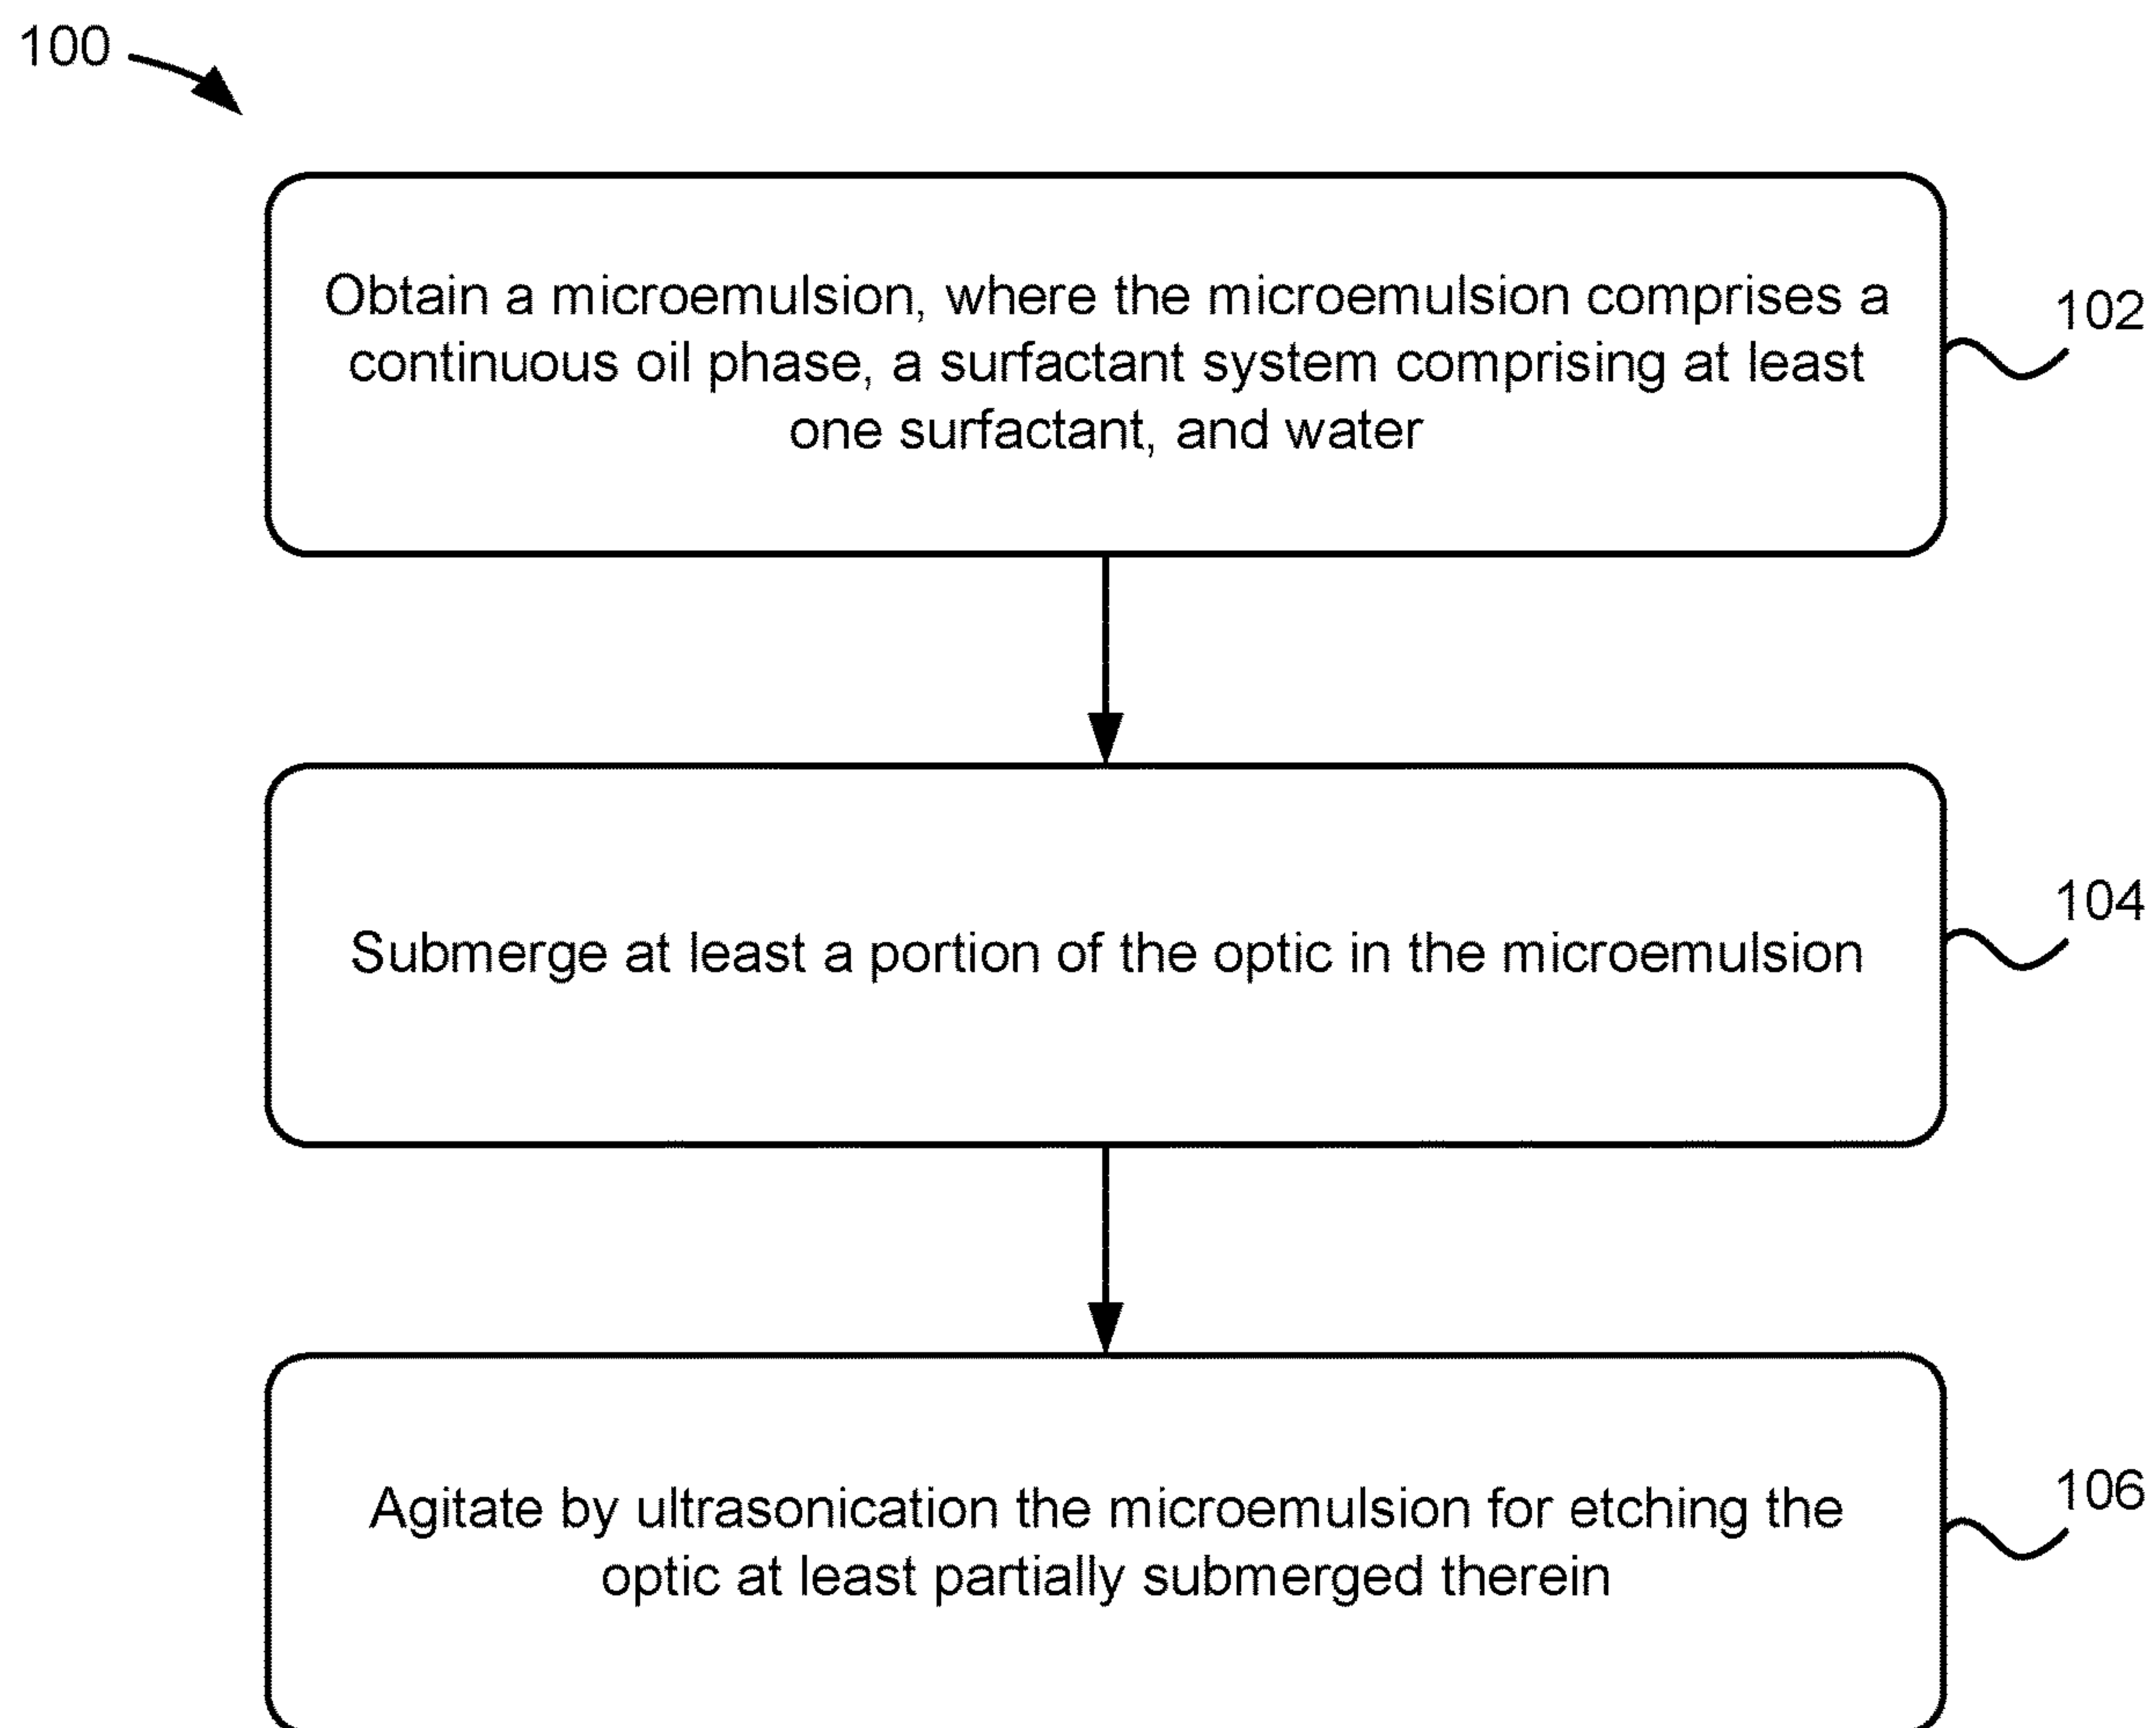 100
Obtain a microemulsion, where the microemulsion comprises a
continuous oil phase, a surfactant system comprising at least
one surfactant, and water
102
Submerge at least a portion of the optic in the microemulsion
104
Agitate by ultrasonication the microemulsion for etching the
optic at least partially submerged therein
106